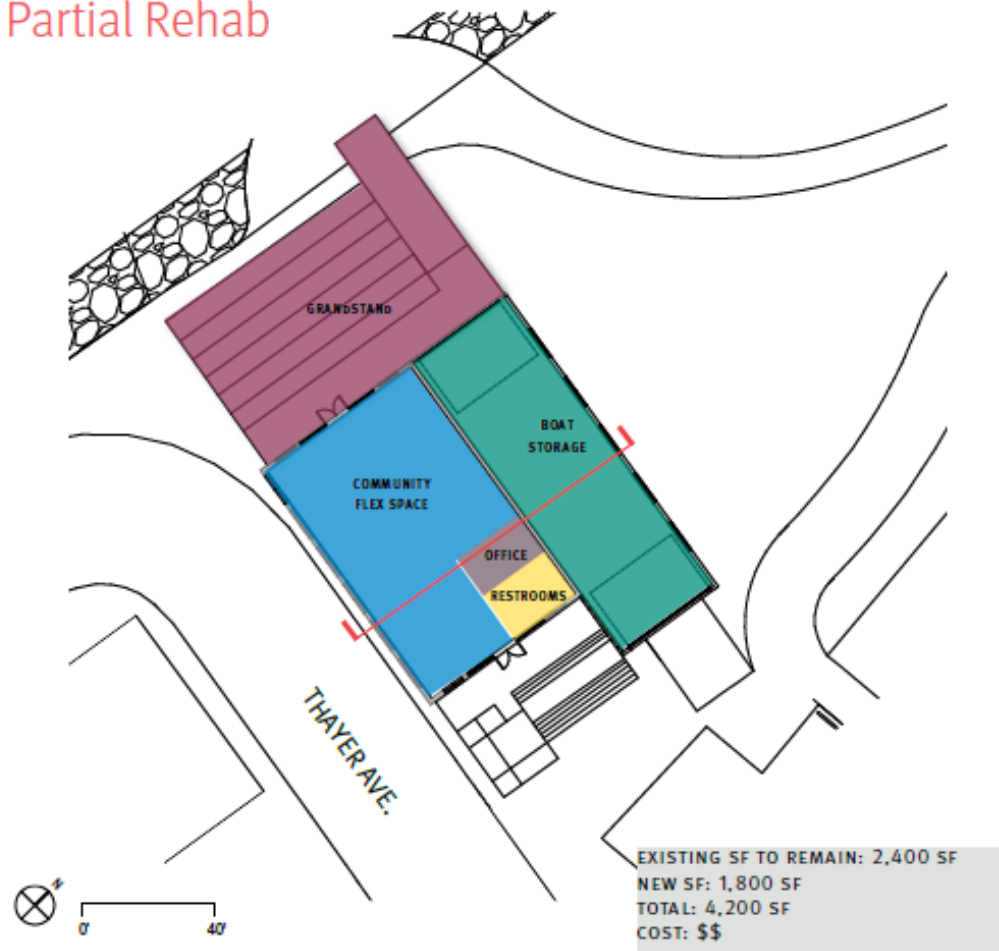 Partial Rehab
GRANDSTAND
BOAT
STORAGE
COMMUNITY
FLEX SPACE
OFFICE
RESTROOMS
THAYER AVE.
N
0' 40'
EXISTING SF TO REMAIN: 2,400 SF
NEW SF: 1,800 SF
TOTAL: 4,200 SF
COST: $$